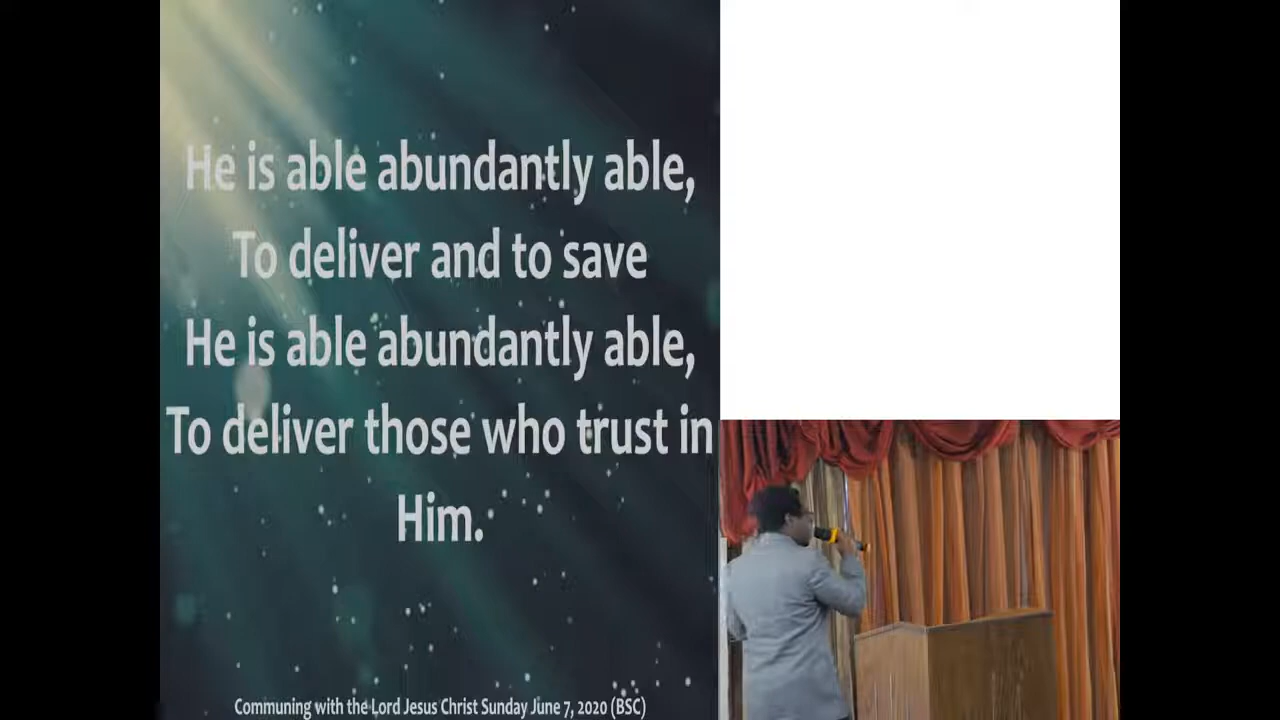 He is able abundantly able,
To deliver and to save
He is able abundantly able,
To deliver those who trust in
Him.
Communing with the Lord Jesus Christ Sunday June 7, 2020 (BSC)